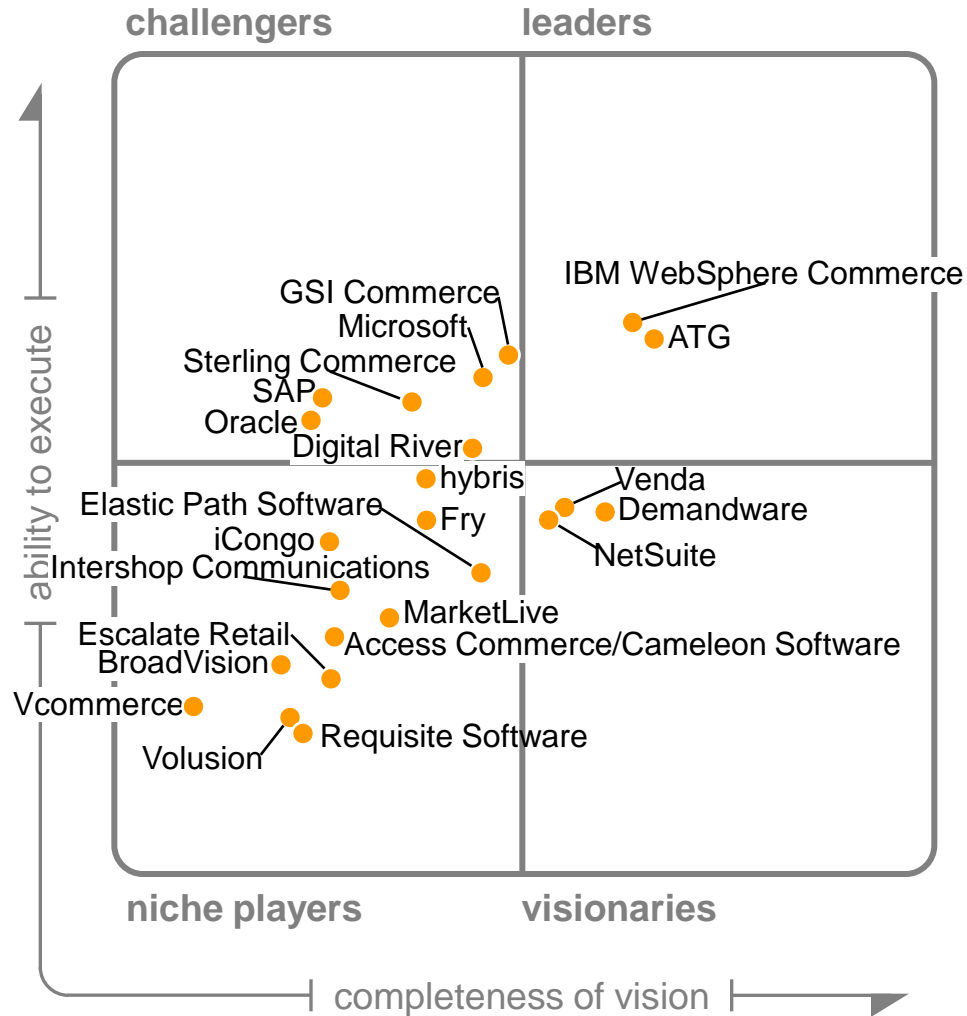 challengers
leaders
ability to execute
IBM WebSphere Commerce
GSI Commerce
ATG
Microsoft
Sterling Commerce
SAP
Oracle
Digital River
hybris
Venda
Elastic Path Software
Fry
Demandware
iCongo
NetSuite
Intershop Communications
MarketLive
Escalate Retail
Access Commerce/Cameleon Software
BroadVision
Vcommerce
Requisite Software
Volusion
niche players
visionaries
completeness of vision